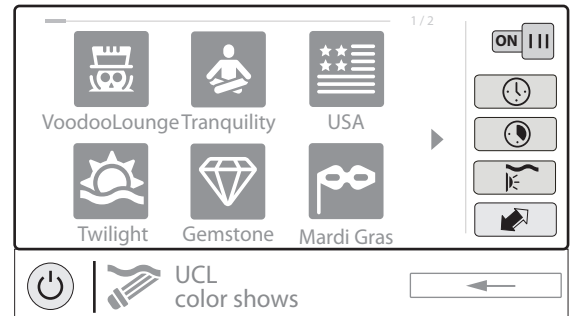 1 / 2
ON
VoodooLounge Tranquility USA
Twilight Gemstone Mardi Gras
UCL
color shows